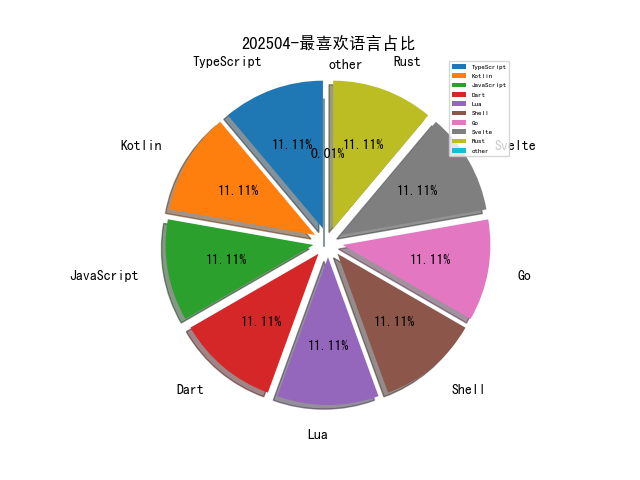 202504-最喜欢语言占比
TypeScript
other
Rust
Kotlin
Svelte
JavaScript
Go
Dart
Shell
Lua
11.11%
0.01%
11.11%
11.11%
11.11%
11.11%
11.11%
11.11%
11.11%
11.11%
TypeScript
Kotlin
JavaScript
Dart
Lua
Shell
Go
Svelte
Rust
other